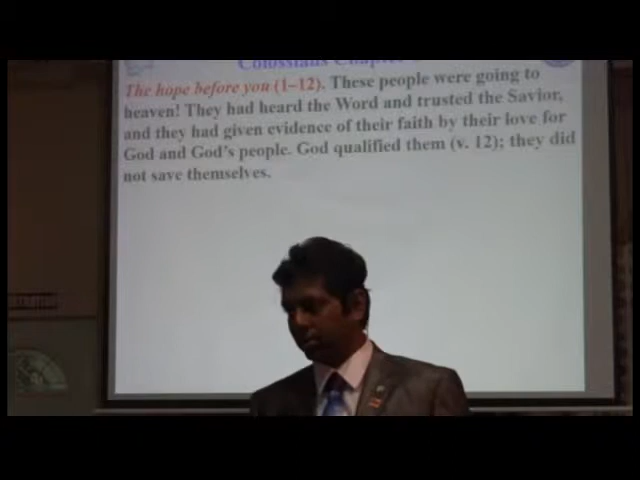 Colossians Chapter
The hope before you (1–12). These people were going to
heaven! They had heard the Word and trusted the Savior,
and they had given evidence of their faith by their love for
God and God's people. God qualified them (v. 12); they did
not save themselves.